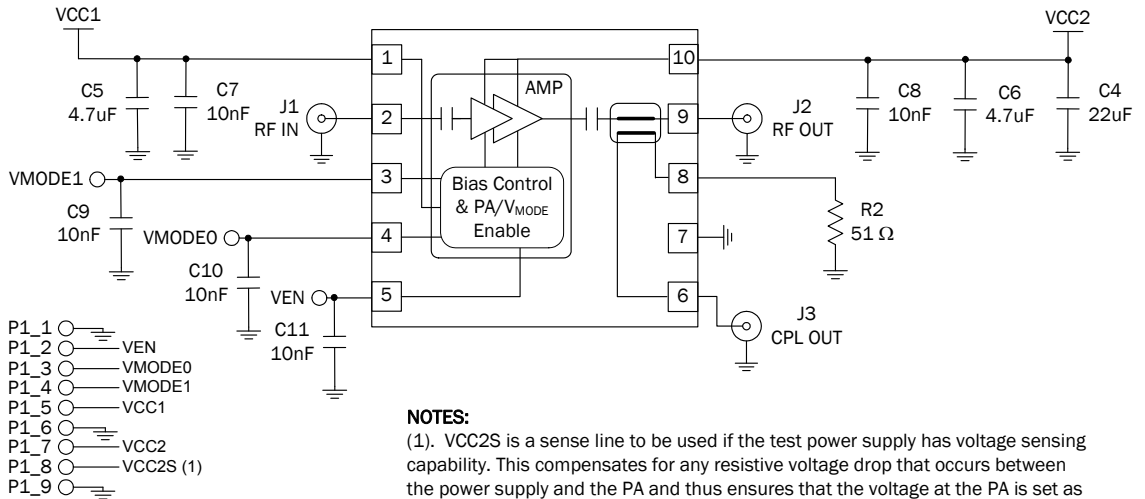 VCC1
VCC2
C5
4.7uF
C7
10nF
J1
RF IN
1
2
3
4
5
AMP
Bias Control
& PA/VMODE
Enable
10
9
8
7
6
J2
RF OUT
C8
10nF
C6
4.7uF
C4
22uF
VMODE1
C9
10nF
VMODE0
C10
10nF
VEN
C11
10nF
R2
51 Ω
J3
CPL OUT
P1_1
P1_2 VEN
P1_3 VMODE0
P1_4 VMODE1
P1_5 VCC1
P1_6
P1_7 VCC2
P1_8 VCC2S (1)
P1_9
NOTES:
(1). VCC2S is a sense line to be used if the test power supply has voltage sensing
capability. This compensates for any resistive voltage drop that occurs between
the power supply and the PA and thus ensures that the voltage at the PA is set as